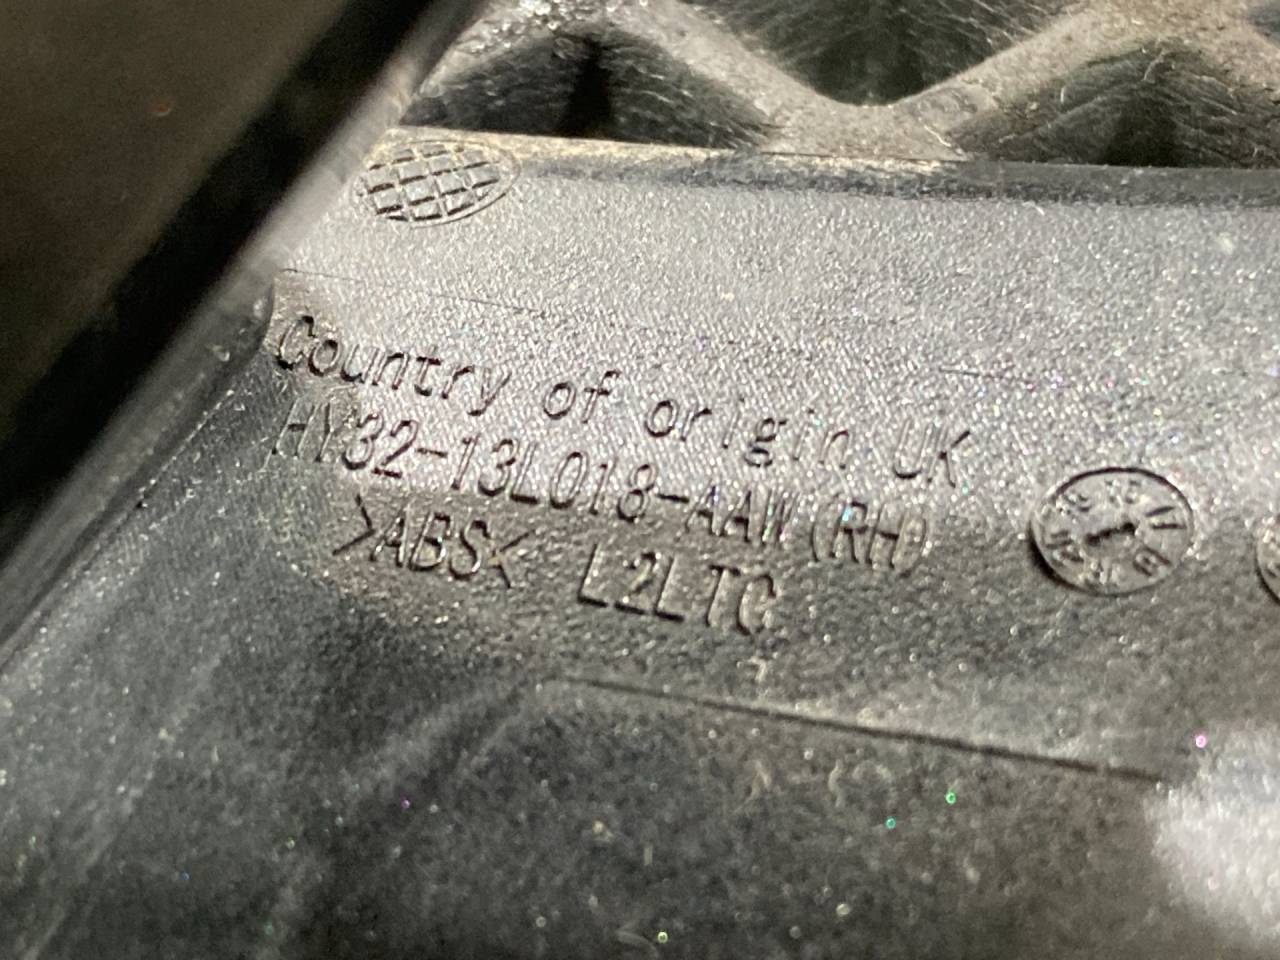 Country of origin UK
HY32-13L018-AAW (RH)
>ABS< L2LTC